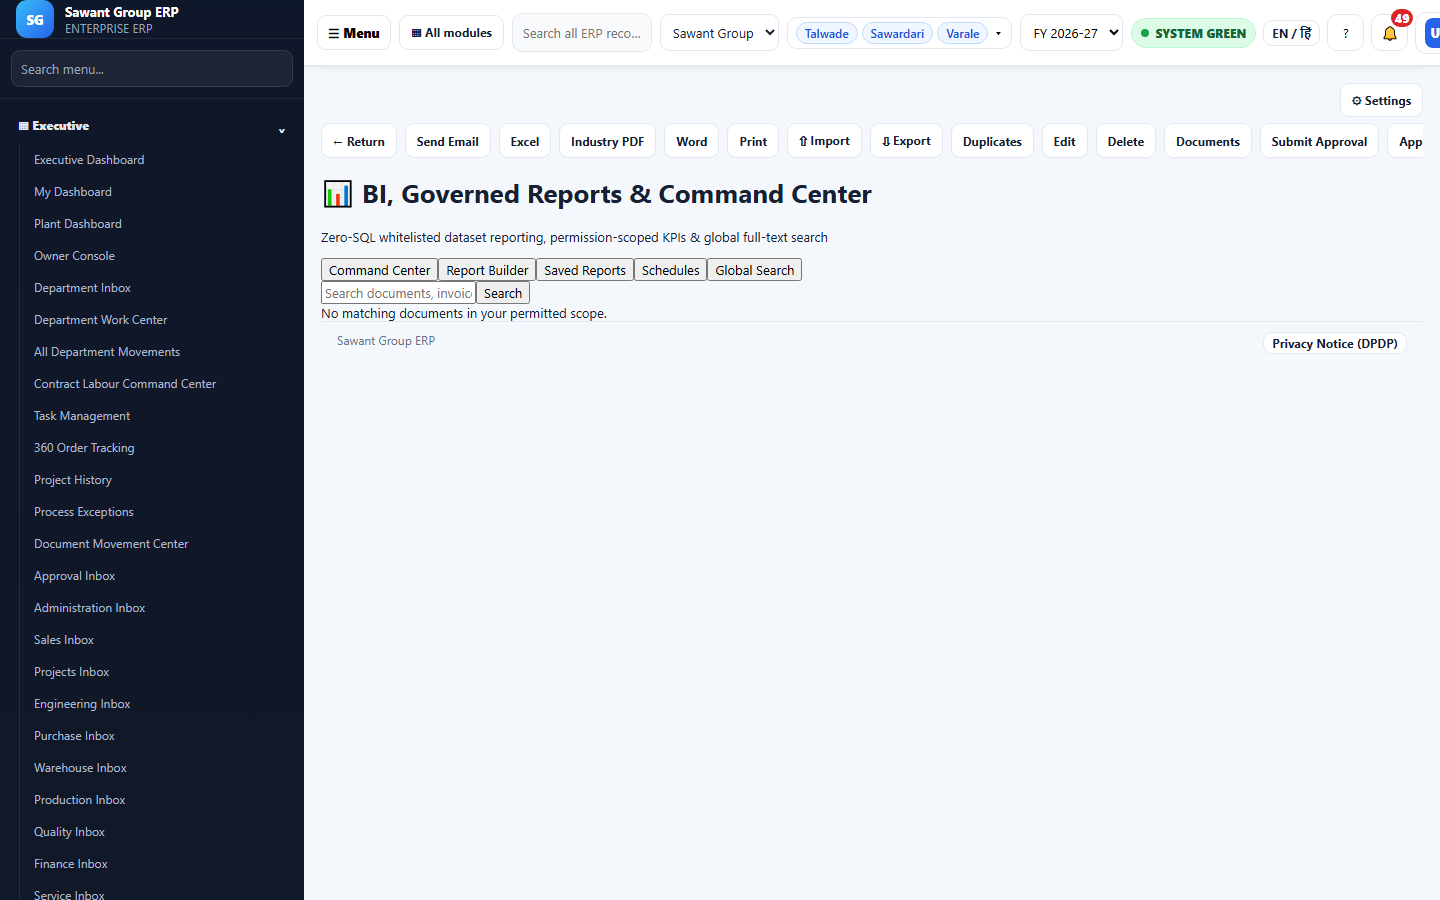 SG
Sawant Group ERP
ENTERPRISE ERP
Search menu...
Executive
Executive Dashboard
My Dashboard
Plant Dashboard
Owner Console
Department Inbox
Department Work Center
All Department Movements
Contract Labour Command Center
Task Management
360 Order Tracking
Project History
Process Exceptions
Document Movement Center
Approval Inbox
Administration Inbox
Sales Inbox
Projects Inbox
Engineering Inbox
Purchase Inbox
Warehouse Inbox
Production Inbox
Quality Inbox
Finance Inbox
Service Inbox
☰ Menu
All modules
Search all ERP reco...
Sawant Group
Talwade
Sawardari
Varale
FY 2026-27
SYSTEM GREEN
EN / हिं
?
49
U
⚙ Settings
← Return
Send Email
Excel
Industry PDF
Word
Print
⇧ Import
⇩ Export
Duplicates
Edit
Delete
Documents
Submit Approval
App
📊 BI, Governed Reports & Command Center
Zero-SQL whitelisted dataset reporting, permission-scoped KPIs & global full-text search
Command Center
Report Builder
Saved Reports
Schedules
Global Search
Search documents, invoic
Search
No matching documents in your permitted scope.
Sawant Group ERP
Privacy Notice (DPDP)